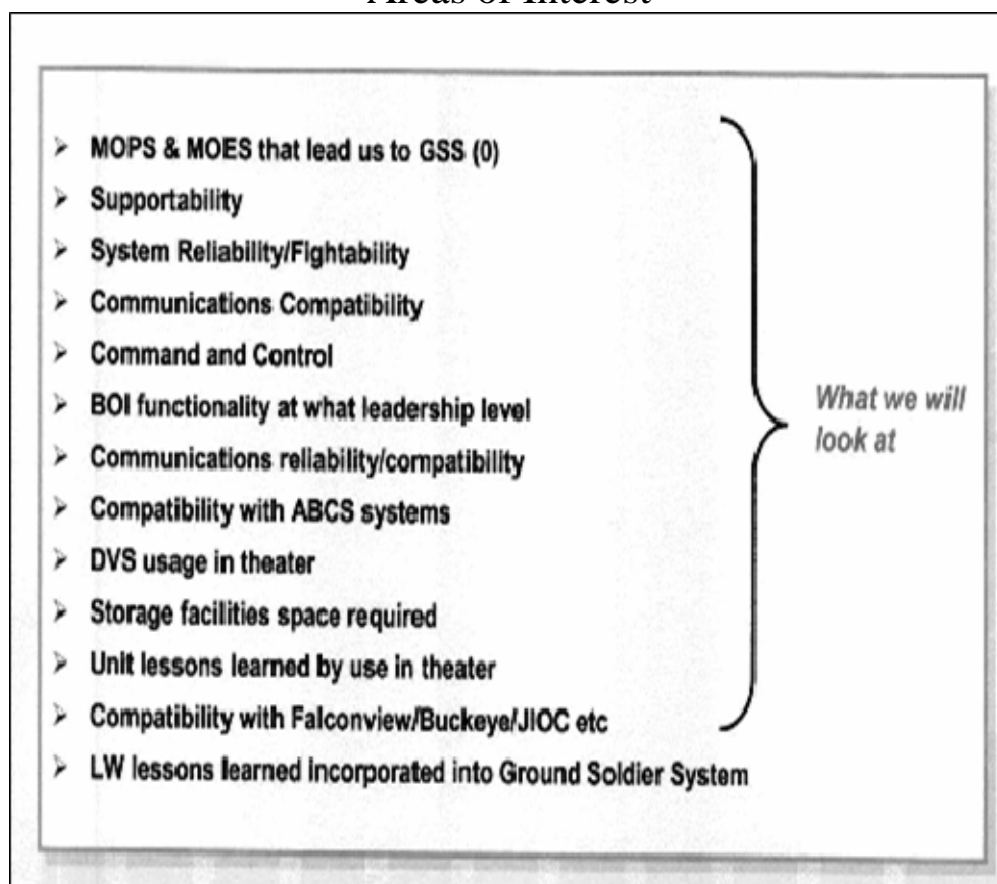 Areas of Interest
➢ MOPS & MOES that lead us to GSS (0)
➢ Supportability
➢ System Reliability/Fightability
➢ Communications Compatibility
➢ Command and Control
➢ BOI functionality at what leadership level
➢ Communications reliability/compatibility
➢ Compatibility with ABCS systems
➢ DVS usage in theater
➢ Storage facilities space required
➢ Unit lessons learned by use in theater
➢ Compatibility with Falconview/Buckeye/JIOC etc
➢ LW lessons learned incorporated into Ground Soldier System
What we will
look at